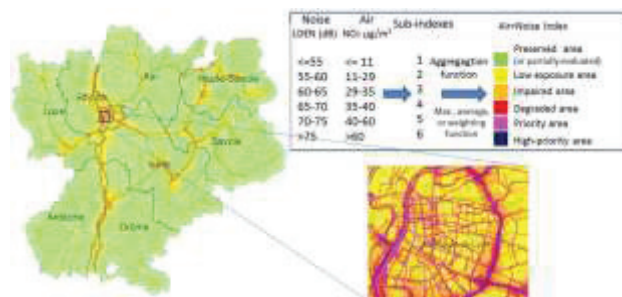 Noise Air Sub-indexes Air+Noise Index
LDEN (dB) NO₂ µg/m³
<=55 <= 11 1 Aggregagtion Preserved area
(or partially-evaluated)
55-60 11-29 2 function Low exposure area
60-65 29-35 3 Impaired area
65-70 35-40 4 Max., average, Degraded area
70-75 40-60 5 or weighting Priority area
>75 >60 6 function High-priority area
Ain
Haute-Savoie
Rhône
Loire
Savoie
Isère
Ardèche
Drôme